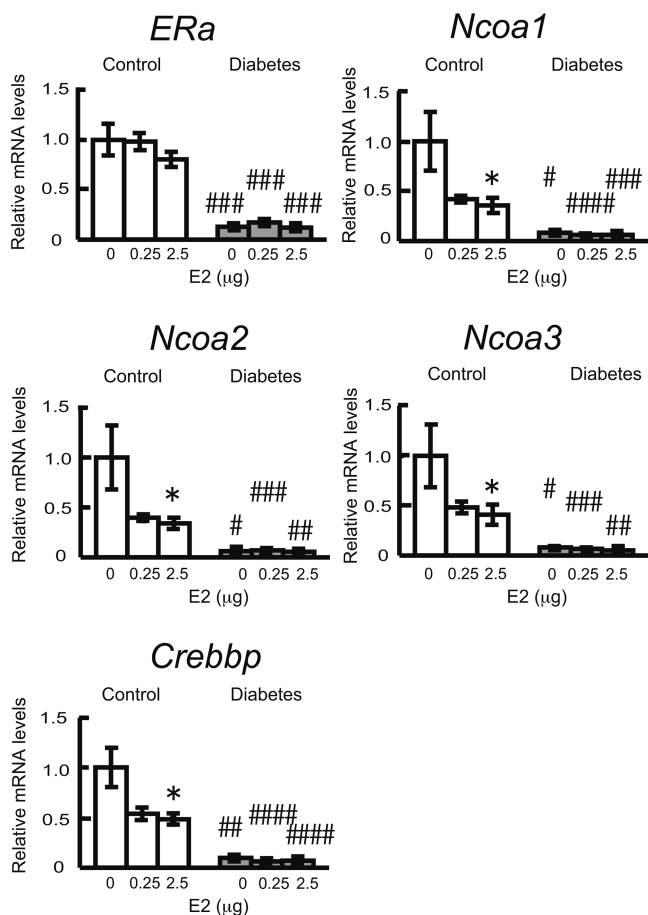 ERa
Control Diabetes
Relative mRNA levels
1.5
1.0
0.5
0
### ### ###
0 0.25 2.5 0 0.25 2.5
E2 (μg)
Ncoa1
Control Diabetes
Relative mRNA levels
1.5
1.0
0.5
0
* # #### ###
0 0.25 2.5 0 0.25 2.5
E2 (μg)
Ncoa2
Control Diabetes
Relative mRNA levels
1.5
1.0
0.5
0
* # ### ##
0 0.25 2.5 0 0.25 2.5
E2 (μg)
Ncoa3
Control Diabetes
Relative mRNA levels
1.5
1.0
0.5
0
* # ### ##
0 0.25 2.5 0 0.25 2.5
E2 (μg)
Crebbp
Control Diabetes
Relative mRNA levels
1.5
1.0
0.5
0
* ## #### ####
0 0.25 2.5 0 0.25 2.5
E2 (μg)